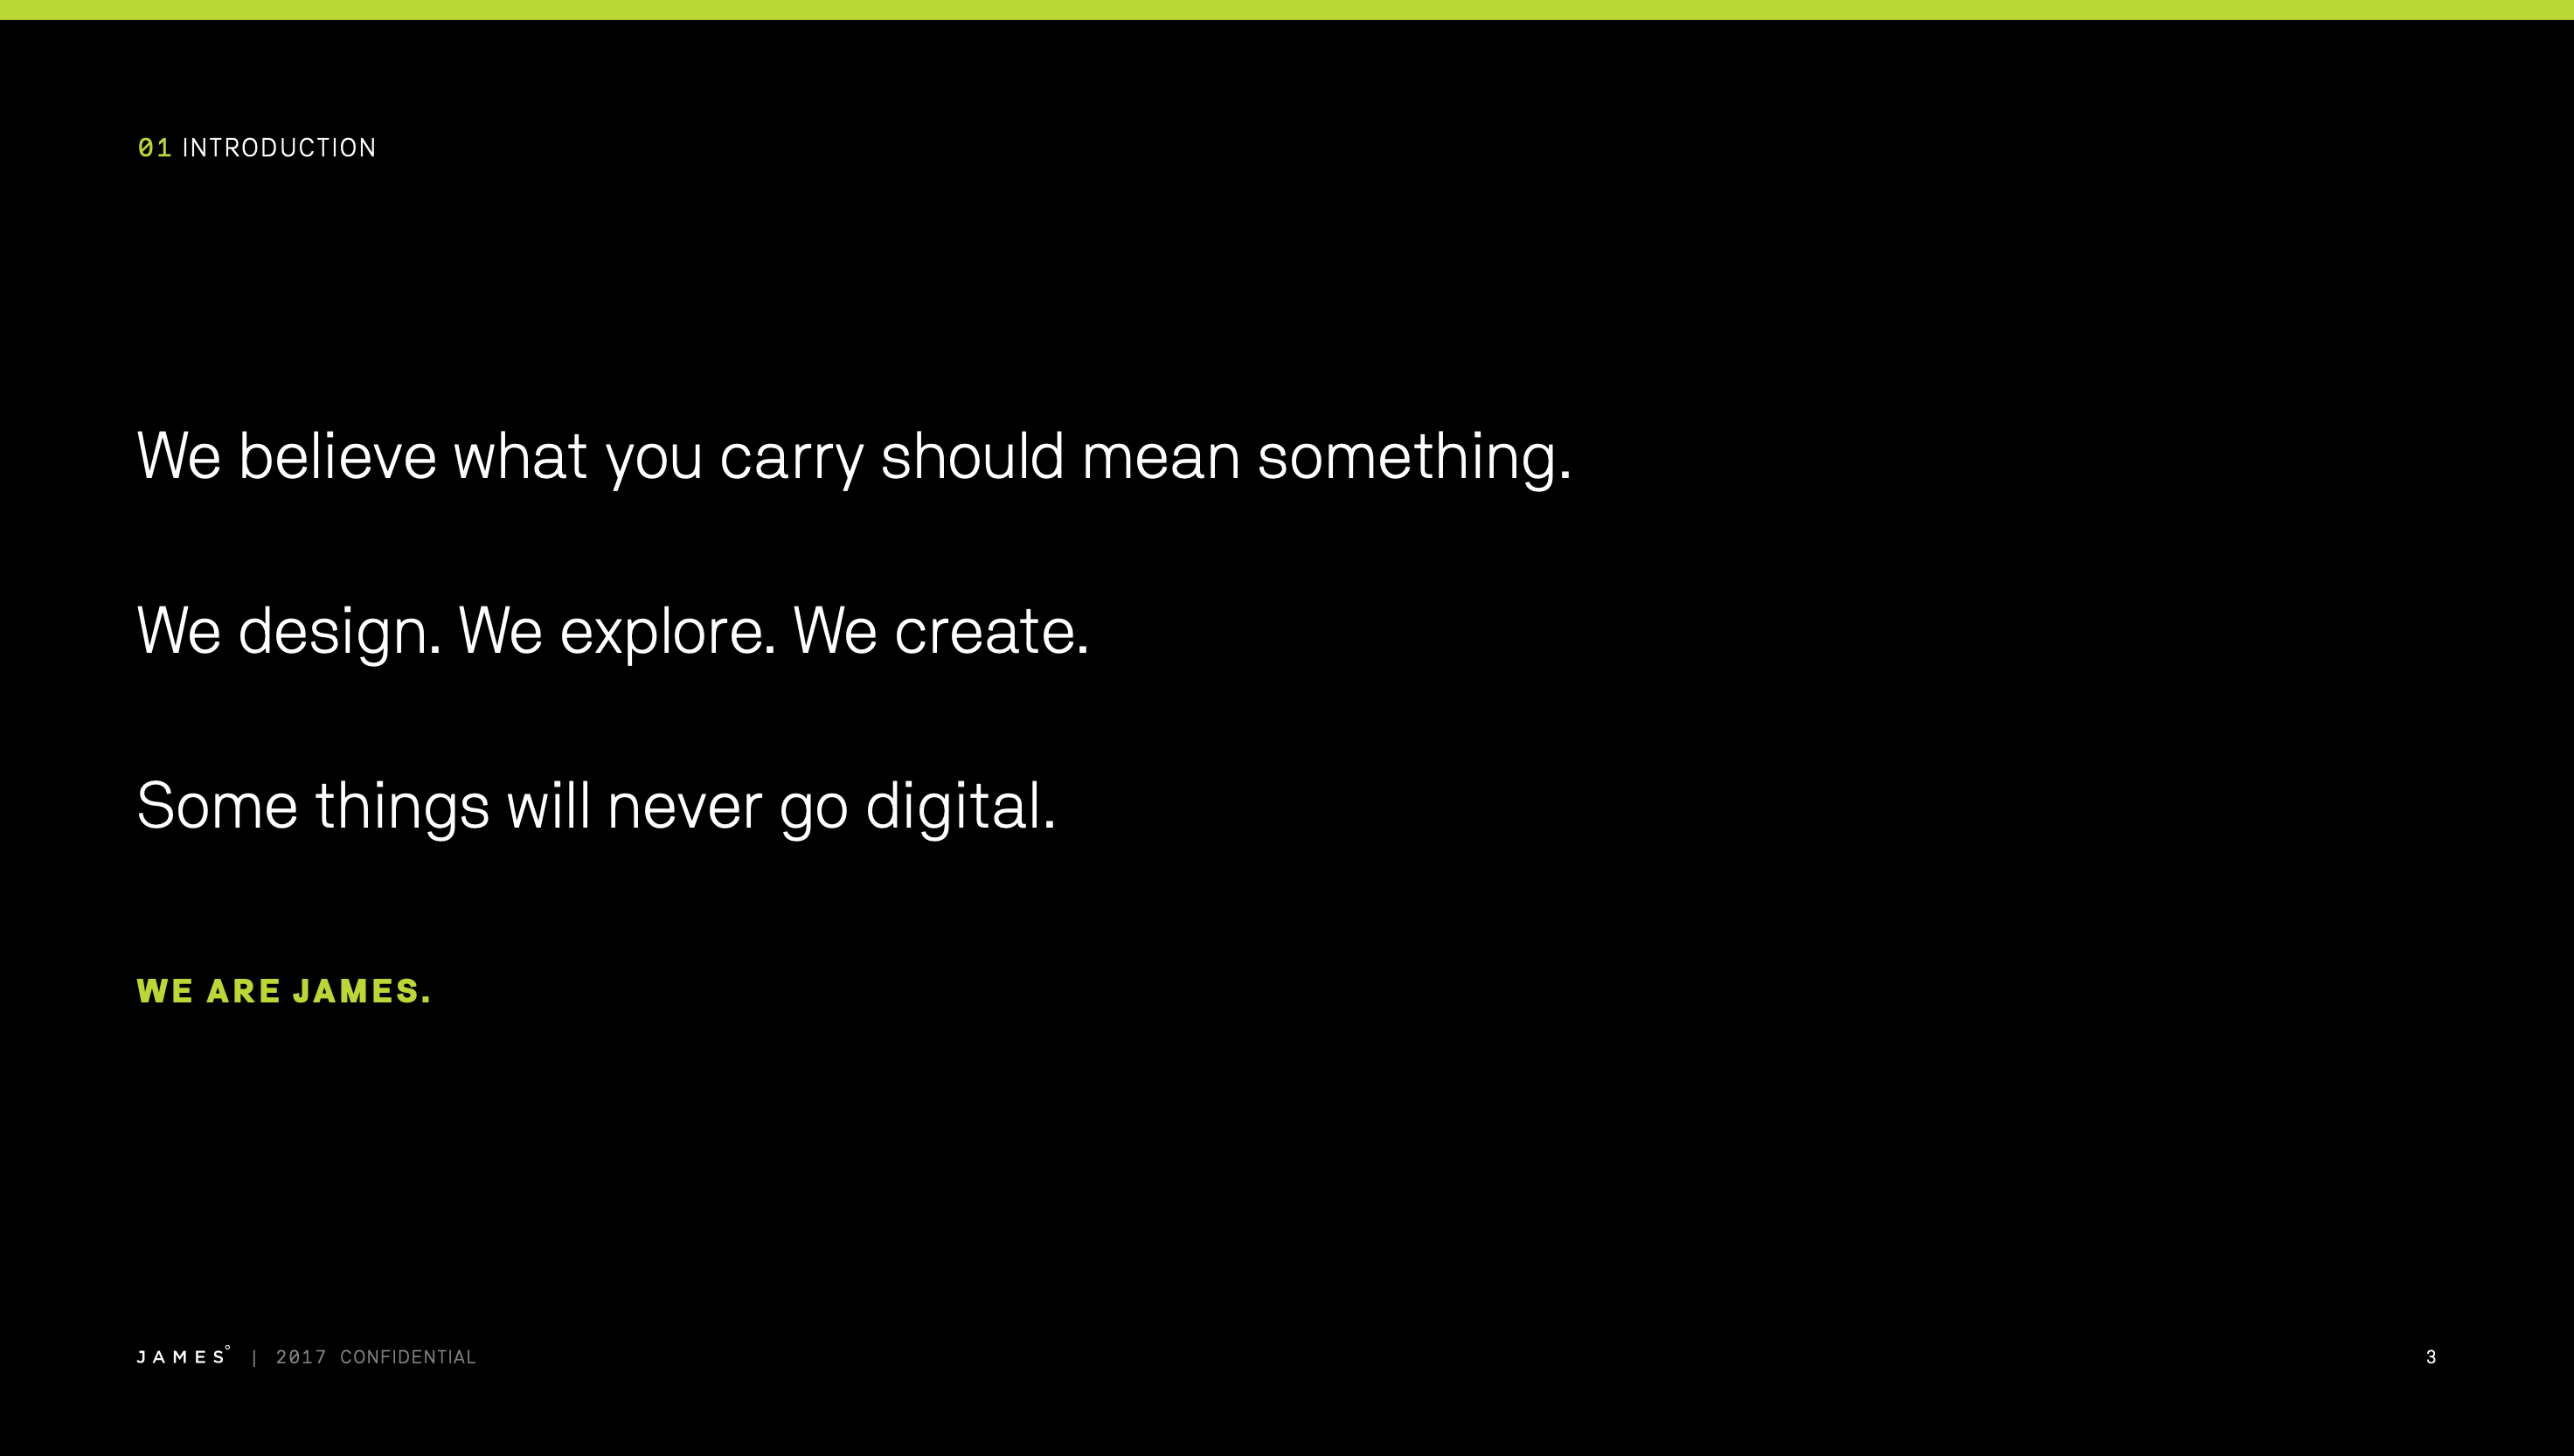 01 INTRODUCTION
We believe what you carry should mean something.
We design. We explore. We create.
Some things will never go digital.
WE ARE JAMES.
JAMES° | 2017 CONFIDENTIAL
3